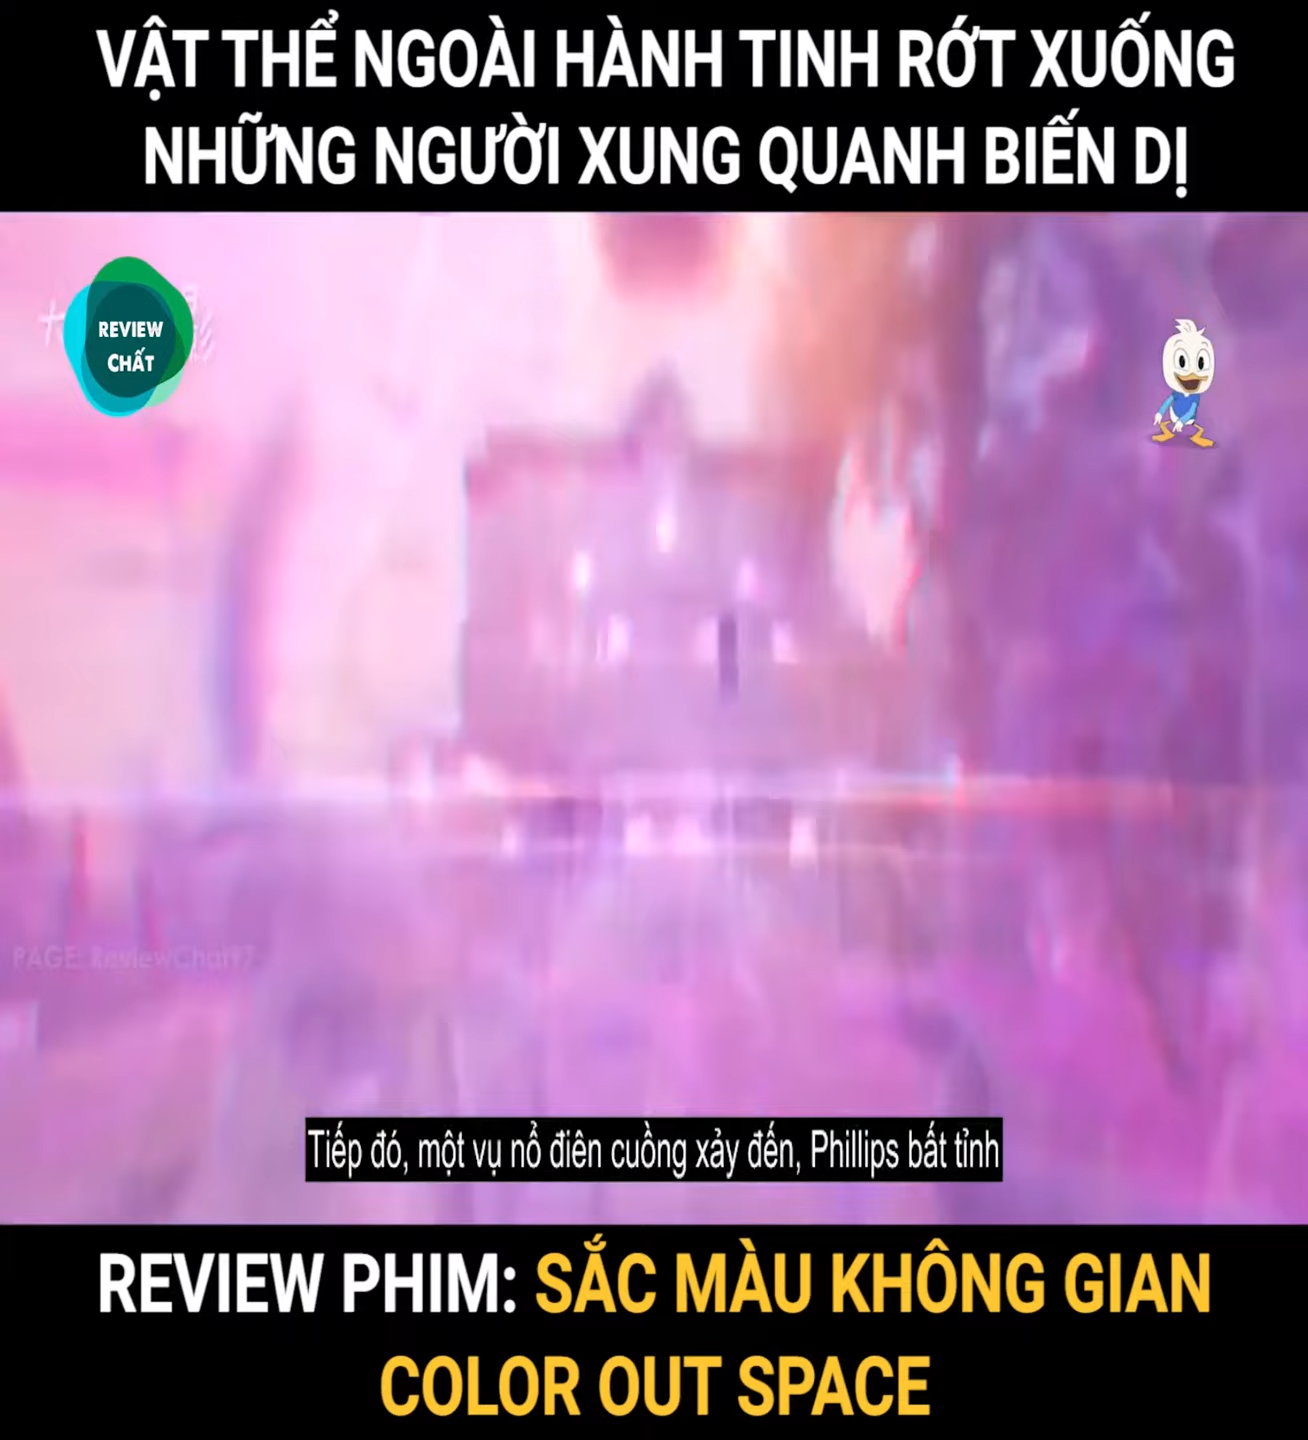 VẬT THỂ NGOÀI HÀNH TINH RỚT XUỐNG
NHỮNG NGƯỜI XUNG QUANH BIẾN DỊ
REVIEW
CHẤT
Tiếp đó, một vụ nổ điên cuồng xảy đến, Phillips bất tỉnh
REVIEW PHIM: SẮC MÀU KHÔNG GIAN
COLOR OUT SPACE